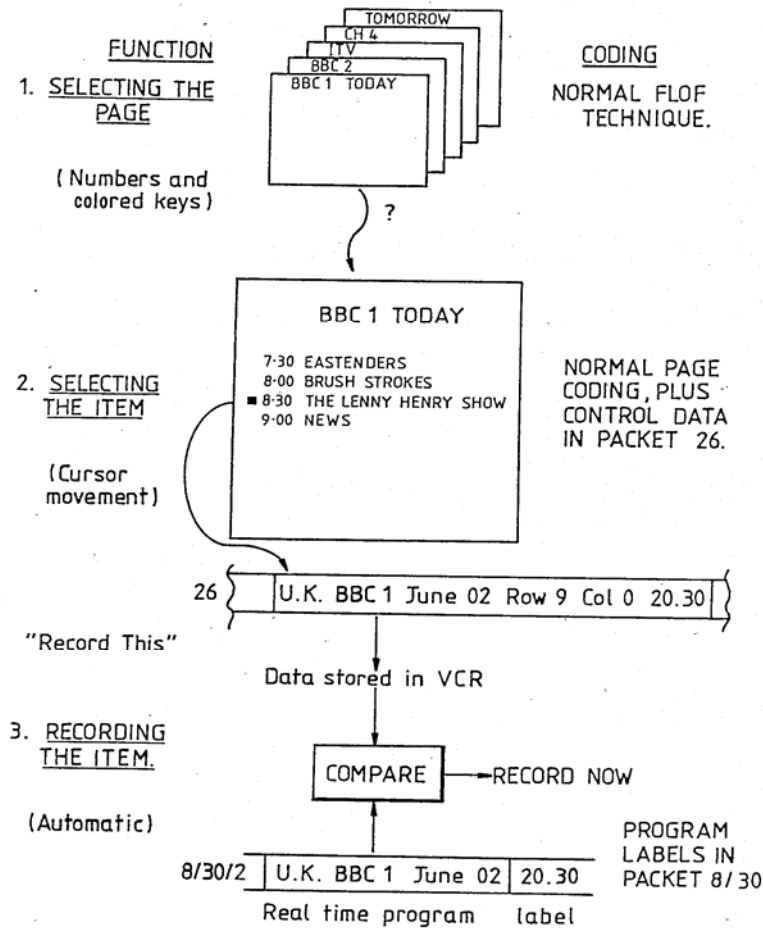 FUNCTION
CODING
TOMORROW
CH 4
ITV
BBC 2
BBC 1 TODAY
1. SELECTING THE
PAGE
(Numbers and
colored keys)
NORMAL FLOF
TECHNIQUE.
?
BBC 1 TODAY
7·30 EASTENDERS
8·00 BRUSH STROKES
8·30 THE LENNY HENRY SHOW
9·00 NEWS
2. SELECTING
THE ITEM
(Cursor
movement)
NORMAL PAGE
CODING, PLUS
CONTROL DATA
IN PACKET 26.
26 U.K. BBC 1 June 02 Row 9 Col 0 20.30
"Record This"
Data stored in VCR
3. RECORDING
THE ITEM.
(Automatic)
COMPARE
RECORD NOW
PROGRAM
LABELS IN
PACKET 8/30
8/30/2 U.K. BBC 1 June 02 20.30
Real time program label